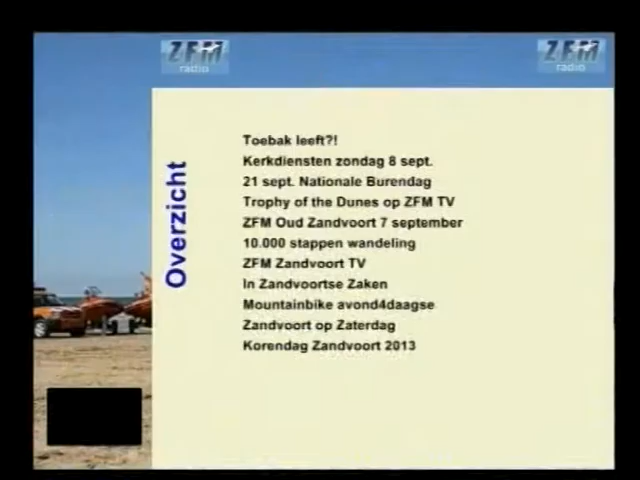 ZFM
radio
ZFM
radio
Overzicht
Toebak leeft?!
Kerkdiensten zondag 8 sept.
21 sept. Nationale Burendag
Trophy of the Dunes op ZFM TV
ZFM Oud Zandvoort 7 september
10.000 stappen wandeling
ZFM Zandvoort TV
In Zandvoortse Zaken
Mountainbike avond4daagse
Zandvoort op Zaterdag
Korendag Zandvoort 2013